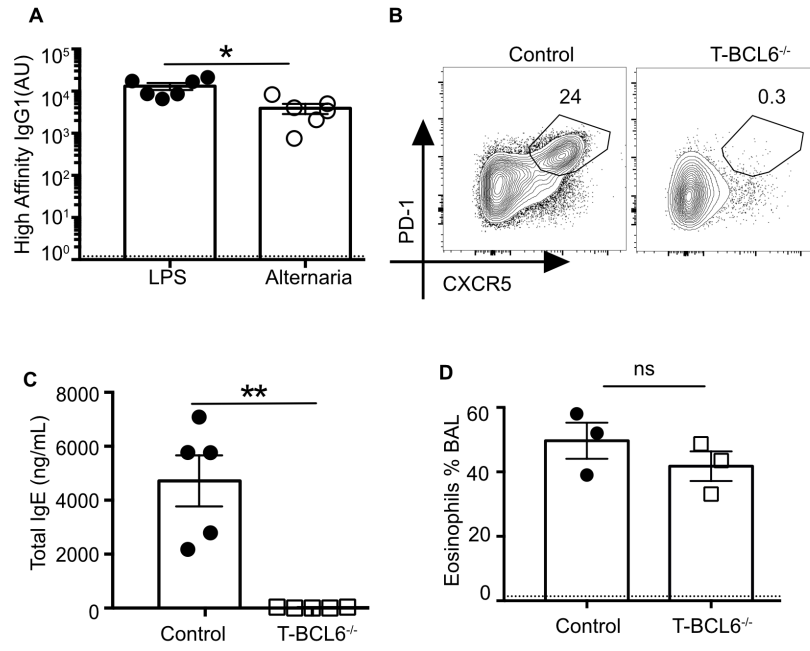 A
High Affinity IgG1(AU)
10⁵
10⁴
10³
10²
10¹
10⁰
*
LPS
Alternaria
B
Control
T-BCL6⁻/⁻
24
0.3
PD-1
CXCR5
C
Total IgE (ng/mL)
8000
6000
4000
2000
0
**
Control
T-BCL6⁻/⁻
D
Eosinophils % BAL
60
40
20
0
ns
Control
T-BCL6⁻/⁻